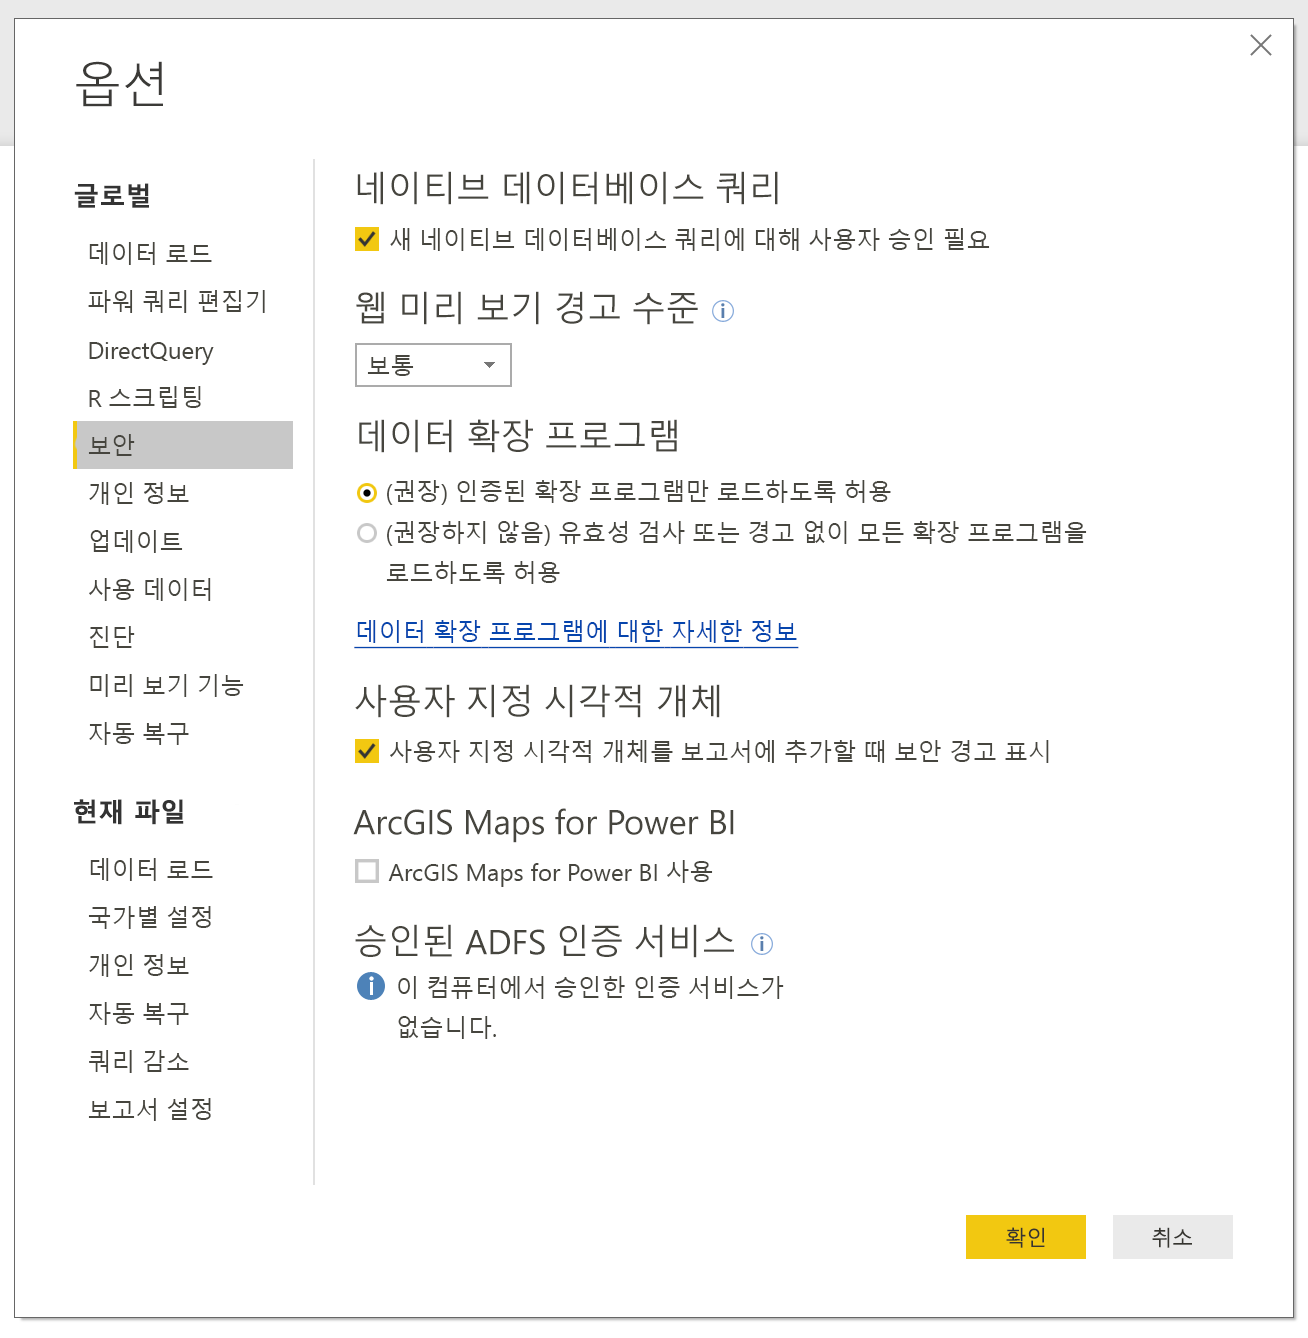 옵션
글로벌
데이터 로드
파워 쿼리 편집기
DirectQuery
R 스크립팅
보안
개인 정보
업데이트
사용 데이터
진단
미리 보기 기능
자동 복구
현재 파일
데이터 로드
국가별 설정
개인 정보
자동 복구
쿼리 감소
보고서 설정
네이티브 데이터베이스 쿼리
새 네이티브 데이터베이스 쿼리에 대해 사용자 승인 필요
웹 미리 보기 경고 수준
보통
데이터 확장 프로그램
(권장) 인증된 확장 프로그램만 로드하도록 허용
(권장하지 않음) 유효성 검사 또는 경고 없이 모든 확장 프로그램을
로드하도록 허용
데이터 확장 프로그램에 대한 자세한 정보
사용자 지정 시각적 개체
사용자 지정 시각적 개체를 보고서에 추가할 때 보안 경고 표시
ArcGIS Maps for Power BI
ArcGIS Maps for Power BI 사용
승인된 ADFS 인증 서비스
이 컴퓨터에서 승인한 인증 서비스가
없습니다.
확인
취소